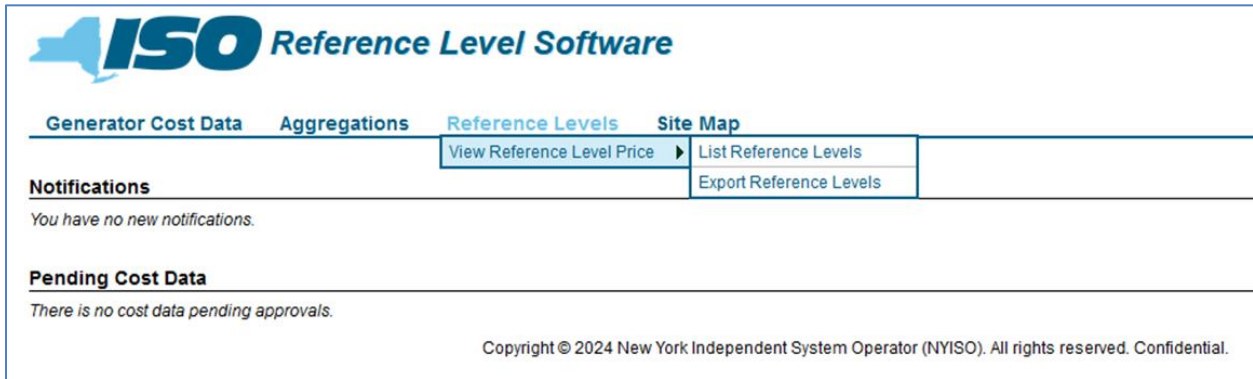 ISO Reference Level Software
Generator Cost Data Aggregations Reference Levels Site Map
View Reference Level Price List Reference Levels
Export Reference Levels
Notifications
You have no new notifications.
Pending Cost Data
There is no cost data pending approvals.
Copyright © 2024 New York Independent System Operator (NYISO). All rights reserved. Confidential.